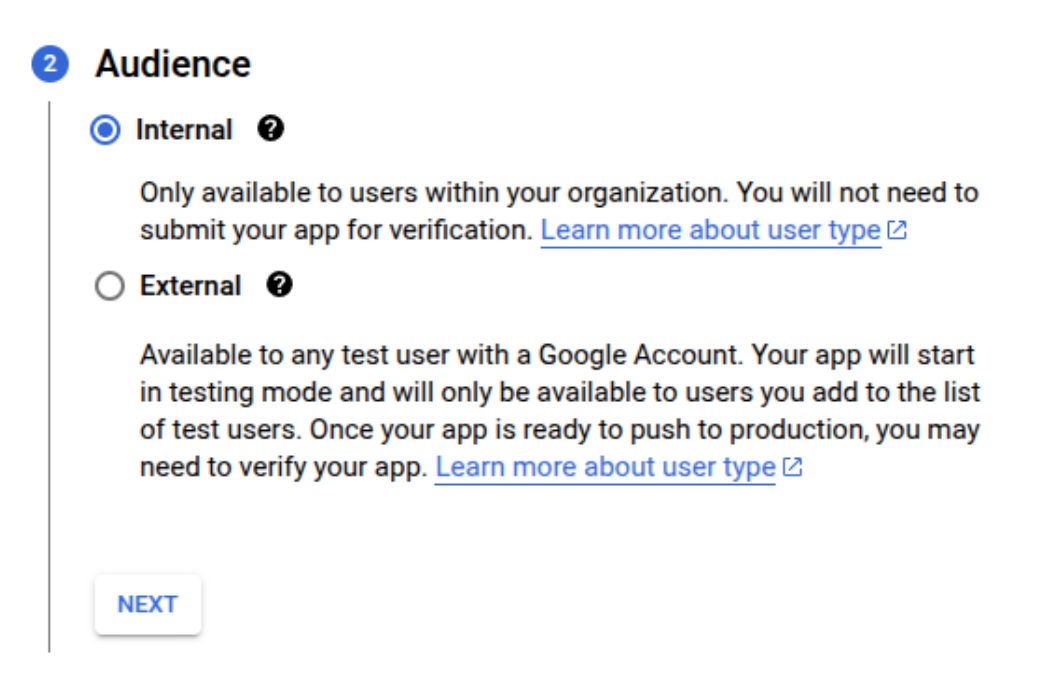 2 Audience
Internal ?
Only available to users within your organization. You will not need to
submit your app for verification. Learn more about user type
External ?
Available to any test user with a Google Account. Your app will start
in testing mode and will only be available to users you add to the list
of test users. Once your app is ready to push to production, you may
need to verify your app. Learn more about user type
NEXT